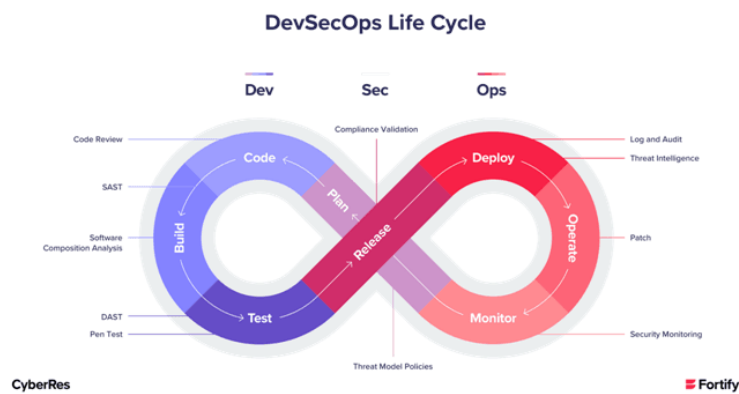 DevSecOps Life Cycle
Dev
Sec
Ops
Compliance Validation
Code Review
SAST
Software
Composition Analysis
DAST
Pen Test
Code
Plan
Build
Test
Release
Deploy
Operate
Monitor
Log and Audit
Threat Intelligence
Patch
Security Monitoring
Threat Model Policies
CyberRes
Fortify